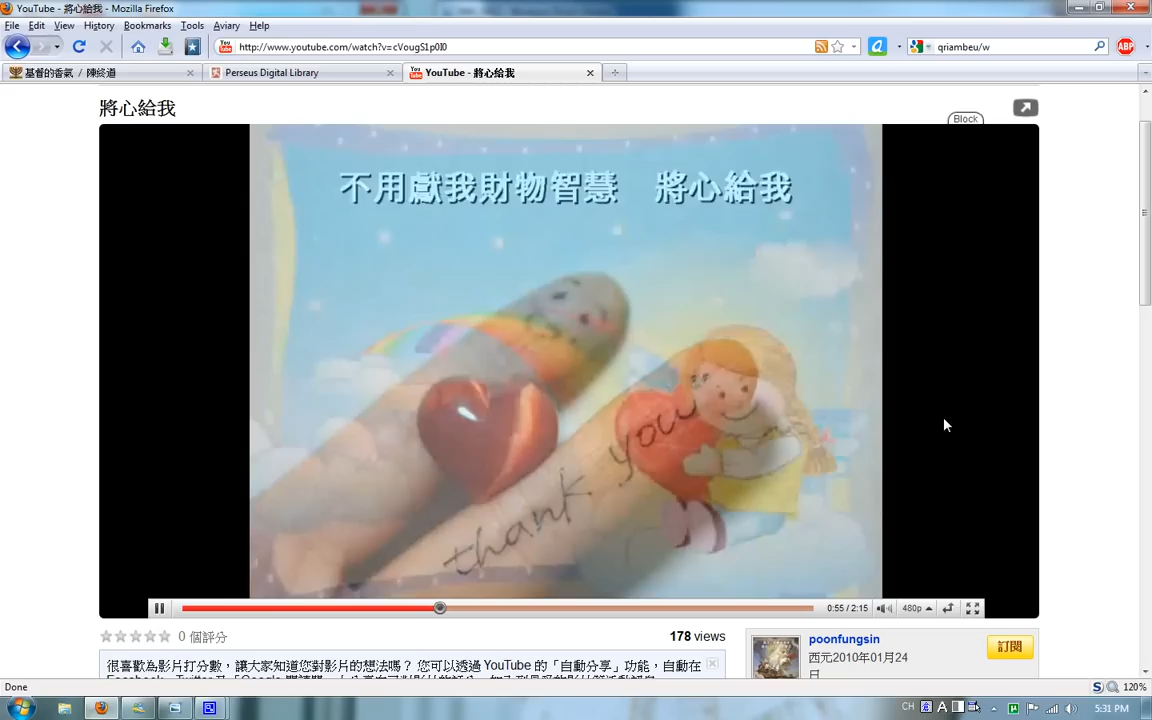 YouTube - 將心給我 - Mozilla Firefox
File Edit View History Bookmarks Tools Aviary Help
http://www.youtube.com/watch?v=cVougS1p0I0
qriambeu/w
ABP
基督的香氣 / 陳終道
Perseus Digital Library
YouTube - 將心給我
將心給我
Block
不用獻我財物智慧 將心給我
thank you
0:55 / 2:15
480p
0 個評分
178 views
poonfungsin
西元2010年01月24
日
訂閱
很喜歡為影片打分數，讓大家知道您對影片的想法嗎？ 您可以透過 YouTube 的「自動分享」功能，自動在
Done
120%
CH
5:31 PM